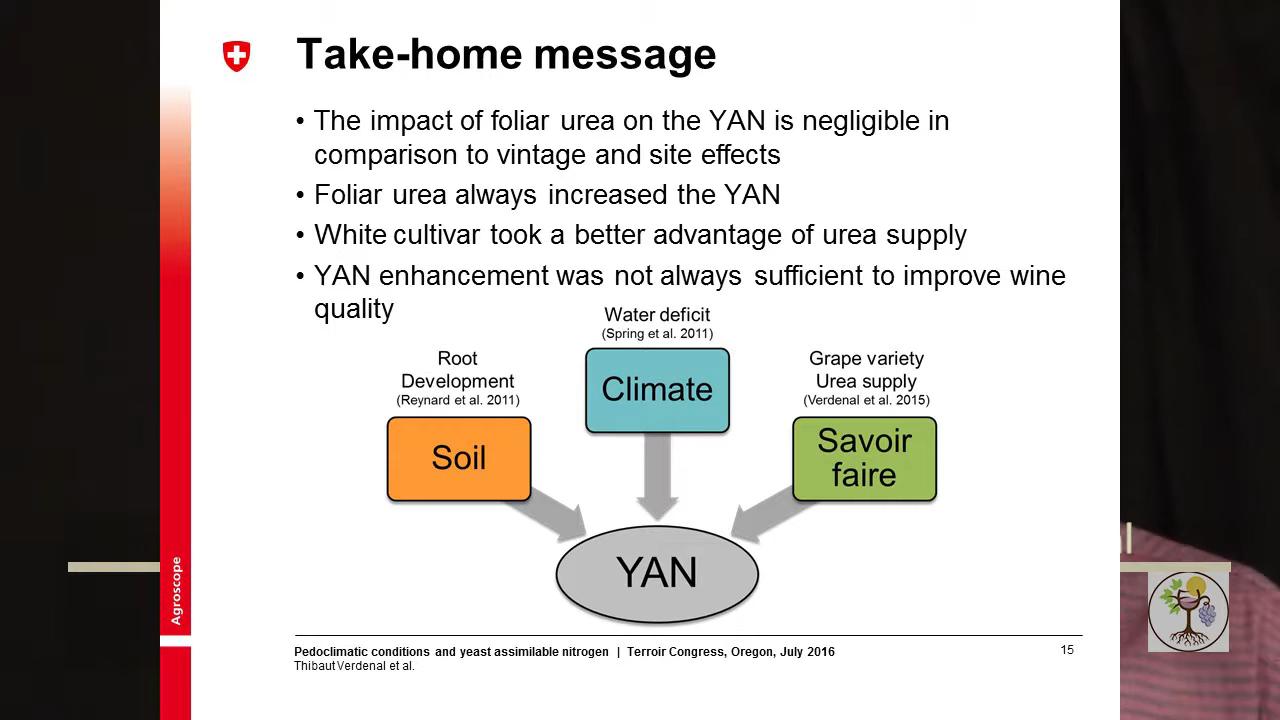 Take-home message
• The impact of foliar urea on the YAN is negligible in
comparison to vintage and site effects
• Foliar urea always increased the YAN
• White cultivar took a better advantage of urea supply
• YAN enhancement was not always sufficient to improve wine
quality
Water deficit
(Spring et al. 2011)
Climate
Root
Development
(Reynard et al. 2011)
Soil
Grape variety
Urea supply
(Verdenal et al. 2015)
Savoir
faire
YAN
Agroscope
Pedoclimatic conditions and yeast assimilable nitrogen | Terroir Congress, Oregon, July 2016
Thibaut Verdenal et al.
15